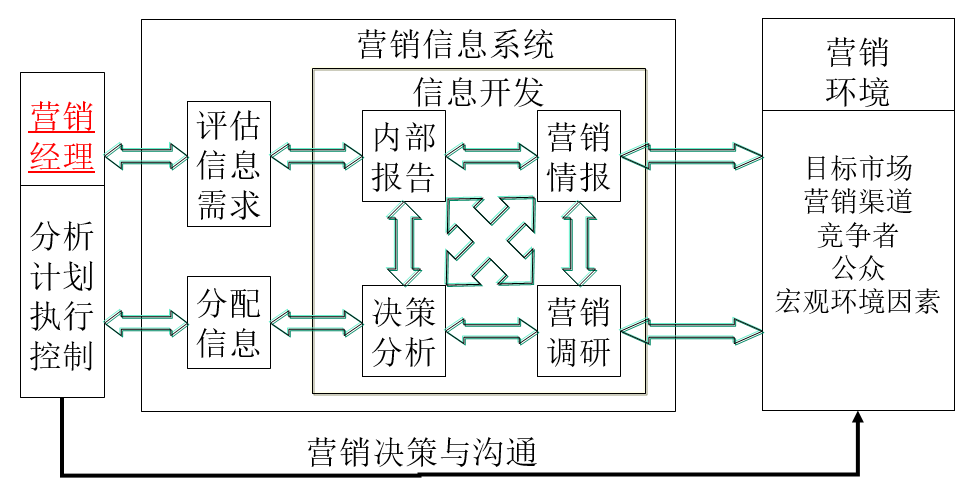 营销
经理
分析
计划
执行
控制
营销信息系统
评估
信息
需求
分配
信息
信息开发
内部
报告
营销
情报
决策
分析
营销
调研
营销
环境
目标市场
营销渠道
竞争者
公众
宏观环境因素
营销决策与沟通